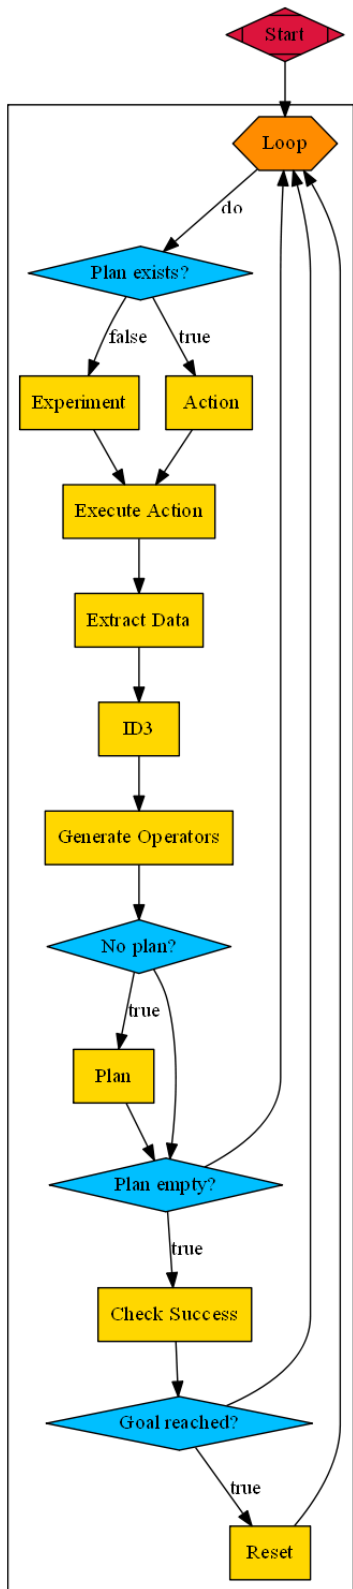 Start
Loop
do
Plan exists?
false
true
Experiment
Action
Execute Action
Extract Data
ID3
Generate Operators
No plan?
true
Plan
Plan empty?
true
Check Success
Goal reached?
true
Reset